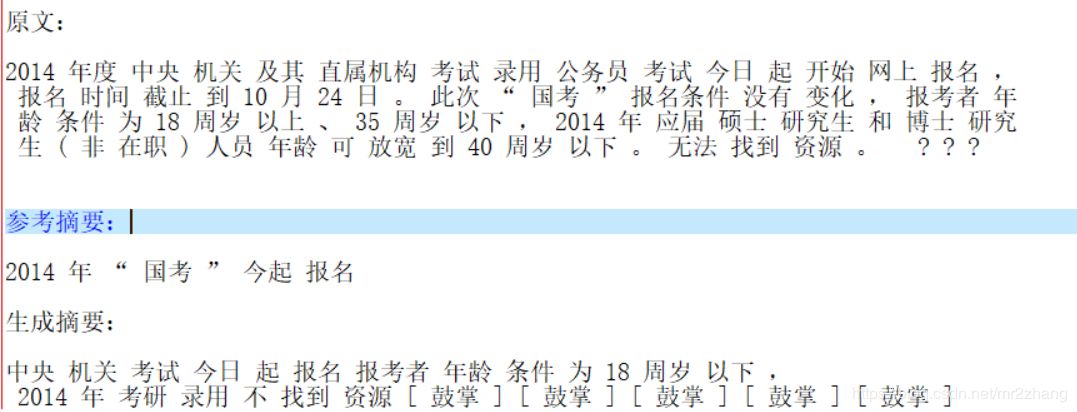 原文：
2014 年度 中央 机关 及其 直属机构 考试 录用 公务员 考试 今日 起 开始 网上 报名 ，
报名 时间 截止 到 10 月 24 日 。 此次 “ 国考 ” 报名条件 没有 变化 ， 报考者 年
龄 条件 为 18 周岁 以上 、 35 周岁 以下 ， 2014 年 应届 硕士 研究生 和 博士 研究
生 ( 非 在职 ) 人员 年龄 可 放宽 到 40 周岁 以下 。 无法 找到 资源 。 ? ? ?
参考摘要：
2014 年 “ 国考 ” 今起 报名
生成摘要：
中央 机关 考试 今日 起 报名 报考者 年龄 条件 为 18 周岁 以下 ，
2014 年 考研 录用 不 找到 资源 [ 鼓掌 ] [ 鼓掌 ] [ 鼓掌 ] [ 鼓掌 ] [ 鼓掌 ]
csdn.net/mr2zhang